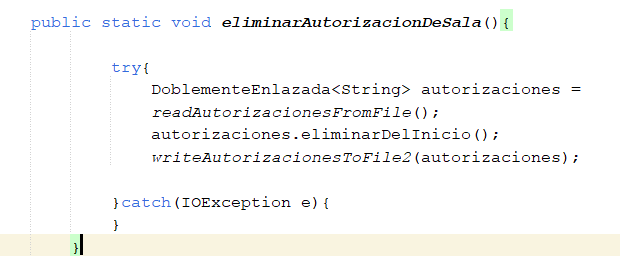 public static void eliminarAutorizacionDeSala(){
try{
DoblementeEnlazada<String> autorizaciones =
readAutorizacionesFromFile();
autorizaciones.eliminarDelInicio();
writeAutorizacionesToFile2(autorizaciones);
}catch(IOException e){
}
}